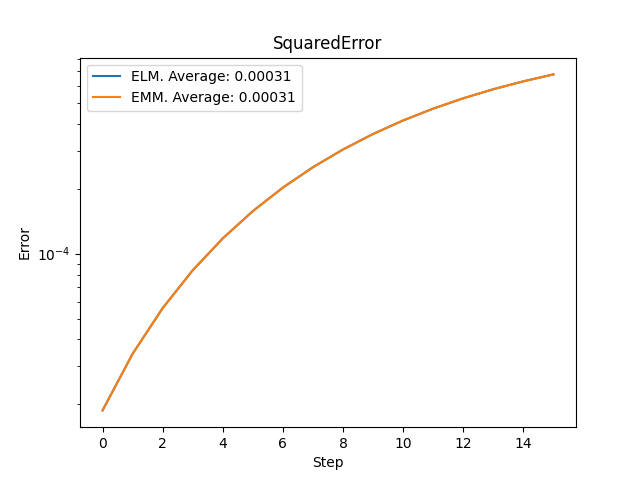 SquaredError
ELM. Average: 0.00031
EMM. Average: 0.00031
Error
10⁻⁴
0 2 4 6 8 10 12 14
Step